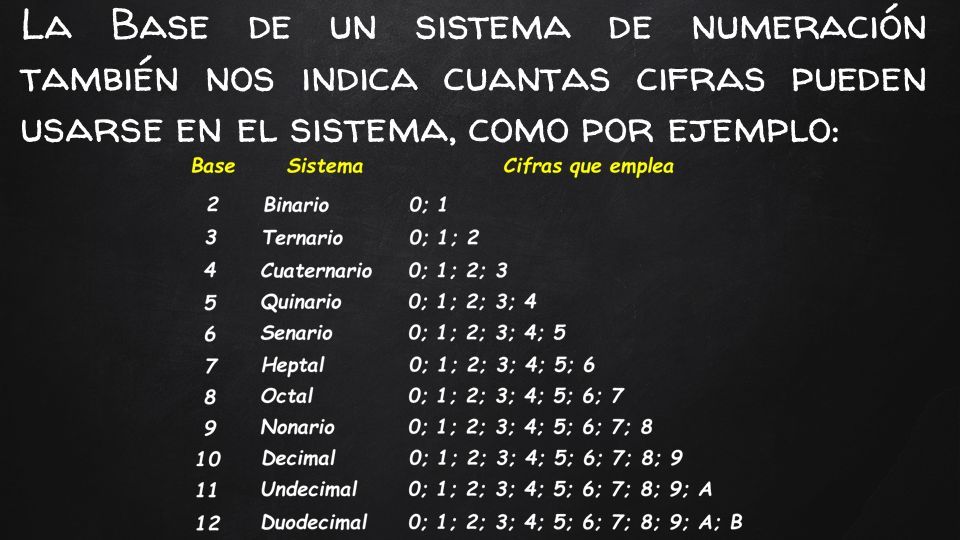 La Base de un sistema de numeración
también nos indica cuantas cifras pueden
usarse en el sistema, como por ejemplo:
Base Sistema Cifras que emplea
2 Binario 0; 1
3 Ternario 0; 1; 2
4 Cuaternario 0; 1; 2; 3
5 Quinario 0; 1; 2; 3; 4
6 Senario 0; 1; 2; 3; 4; 5
7 Heptal 0; 1; 2; 3; 4; 5; 6
8 Octal 0; 1; 2; 3; 4; 5; 6; 7
9 Nonario 0; 1; 2; 3; 4; 5; 6; 7; 8
10 Decimal 0; 1; 2; 3; 4; 5; 6; 7; 8; 9
11 Undecimal 0; 1; 2; 3; 4; 5; 6; 7; 8; 9; A
12 Duodecimal 0; 1; 2; 3; 4; 5; 6; 7; 8; 9; A; B